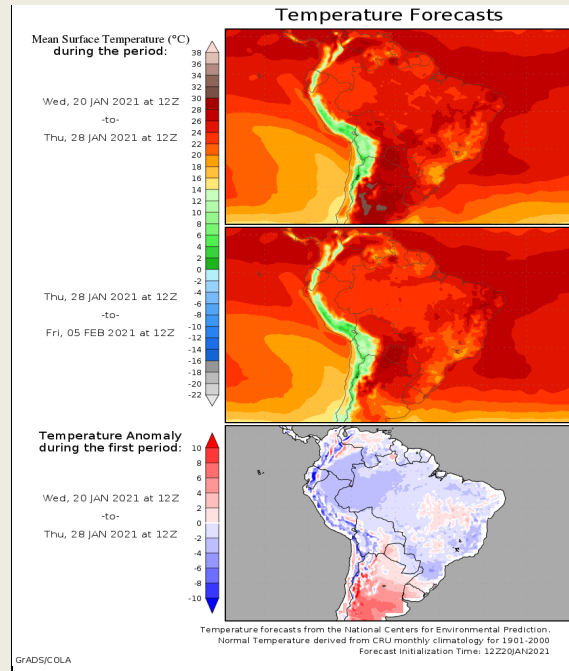 Temperature Forecasts
Mean Surface Temperature (°C)
during the period:
Wed, 20 JAN 2021 at 12Z
-to-
Thu, 28 JAN 2021 at 12Z
38
36
34
32
30
28
26
24
22
20
18
16
14
12
10
8
6
4
2
0
-2
-4
-6
-8
-10
-12
-14
-16
-18
-20
-22
Thu, 28 JAN 2021 at 12Z
-to-
Fri, 05 FEB 2021 at 12Z
Temperature Anomaly
during the first period:
Wed, 20 JAN 2021 at 12Z
-to-
Thu, 28 JAN 2021 at 12Z
10
8
6
4
2
0
-2
-4
-6
-8
-10
Temperature forecasts from the National Centers for Environmental Prediction.
Normal Temperature derived from CRU monthly climatology for 1901-2000
Forecast Initialization Time: 12Z20JAN2021
GrADS/COLA